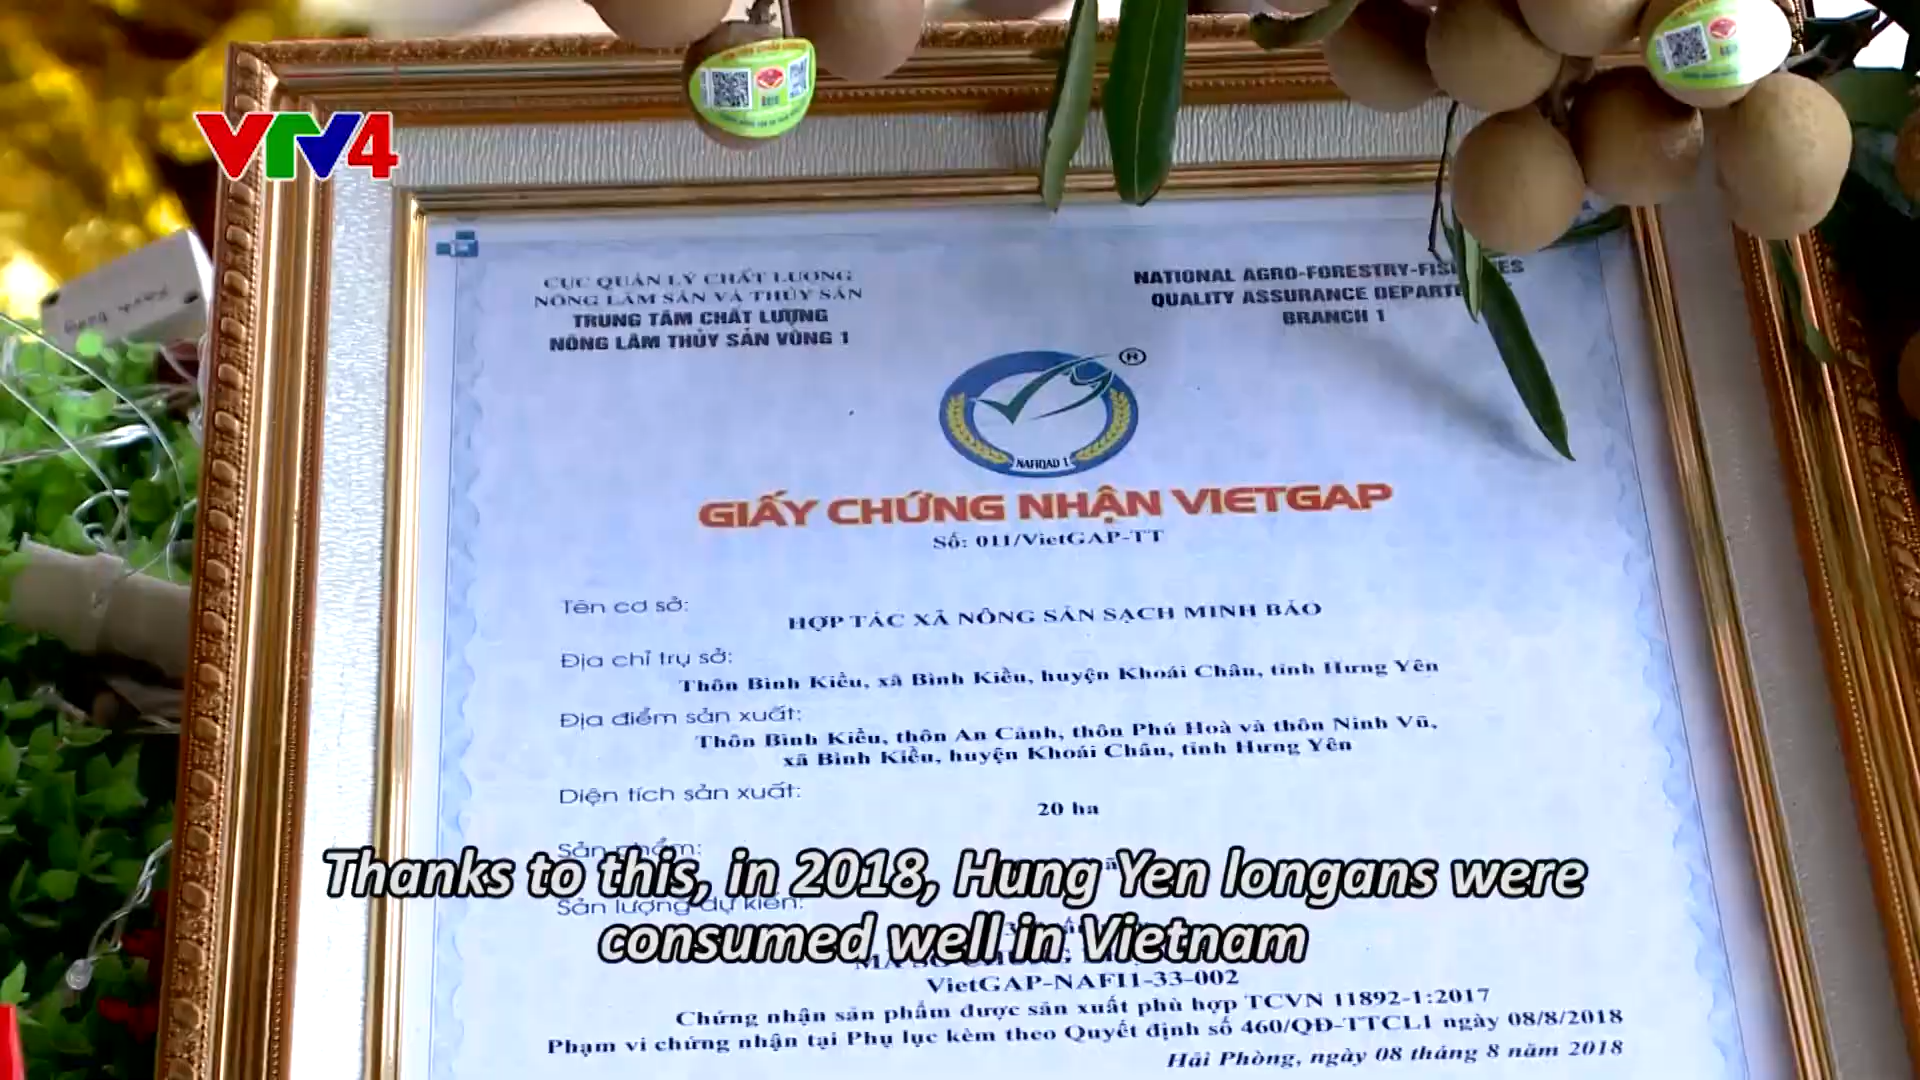 VTV4
CỤC QUẢN LÝ CHẤT LƯỢNG
NÔNG LÂM SẢN VÀ THỦY SẢN
TRUNG TÂM CHẤT LƯỢNG
NÔNG LÂM THỦY SẢN VÙNG 1
NATIONAL AGRO-FORESTRY-
QUALITY ASSURANCE
BRANCH 1
®
NAFIQAD 1
GIẤY CHỨNG NHẬN VIETGAP
Số: 011/VietGAP-TT
Tên cơ sở:
HỢP TÁC XÃ NÔNG SẢN SẠCH MINH BẢO
Địa chỉ trụ sở:
Thôn Bình Kiều, xã Bình Kiều, huyện Khoái Châu, tỉnh Hưng Yên
Địa điểm sản xuất:
Thôn Bình Kiều, thôn An Cảnh, thôn Phú Hoà và thôn Ninh Vũ,
xã Bình Kiều, huyện Khoái Châu, tỉnh Hưng Yên
Diện tích sản xuất:
20 ha
Sản phẩm:
Thanks to this, in 2018, Hung Yen longans were
Sản lượng dự kiến:
consumed well in Vietnam
VietGAP-NAFI1-33-002
Chứng nhận sản phẩm được sản xuất phù hợp TCVN 11892-1:2017
Phạm vi chứng nhận tại Phụ lục kèm theo Quyết định số 460/QĐ-TTCL1 ngày 08/8/2018
Hải Phòng, ngày 08 tháng 8 năm 2018